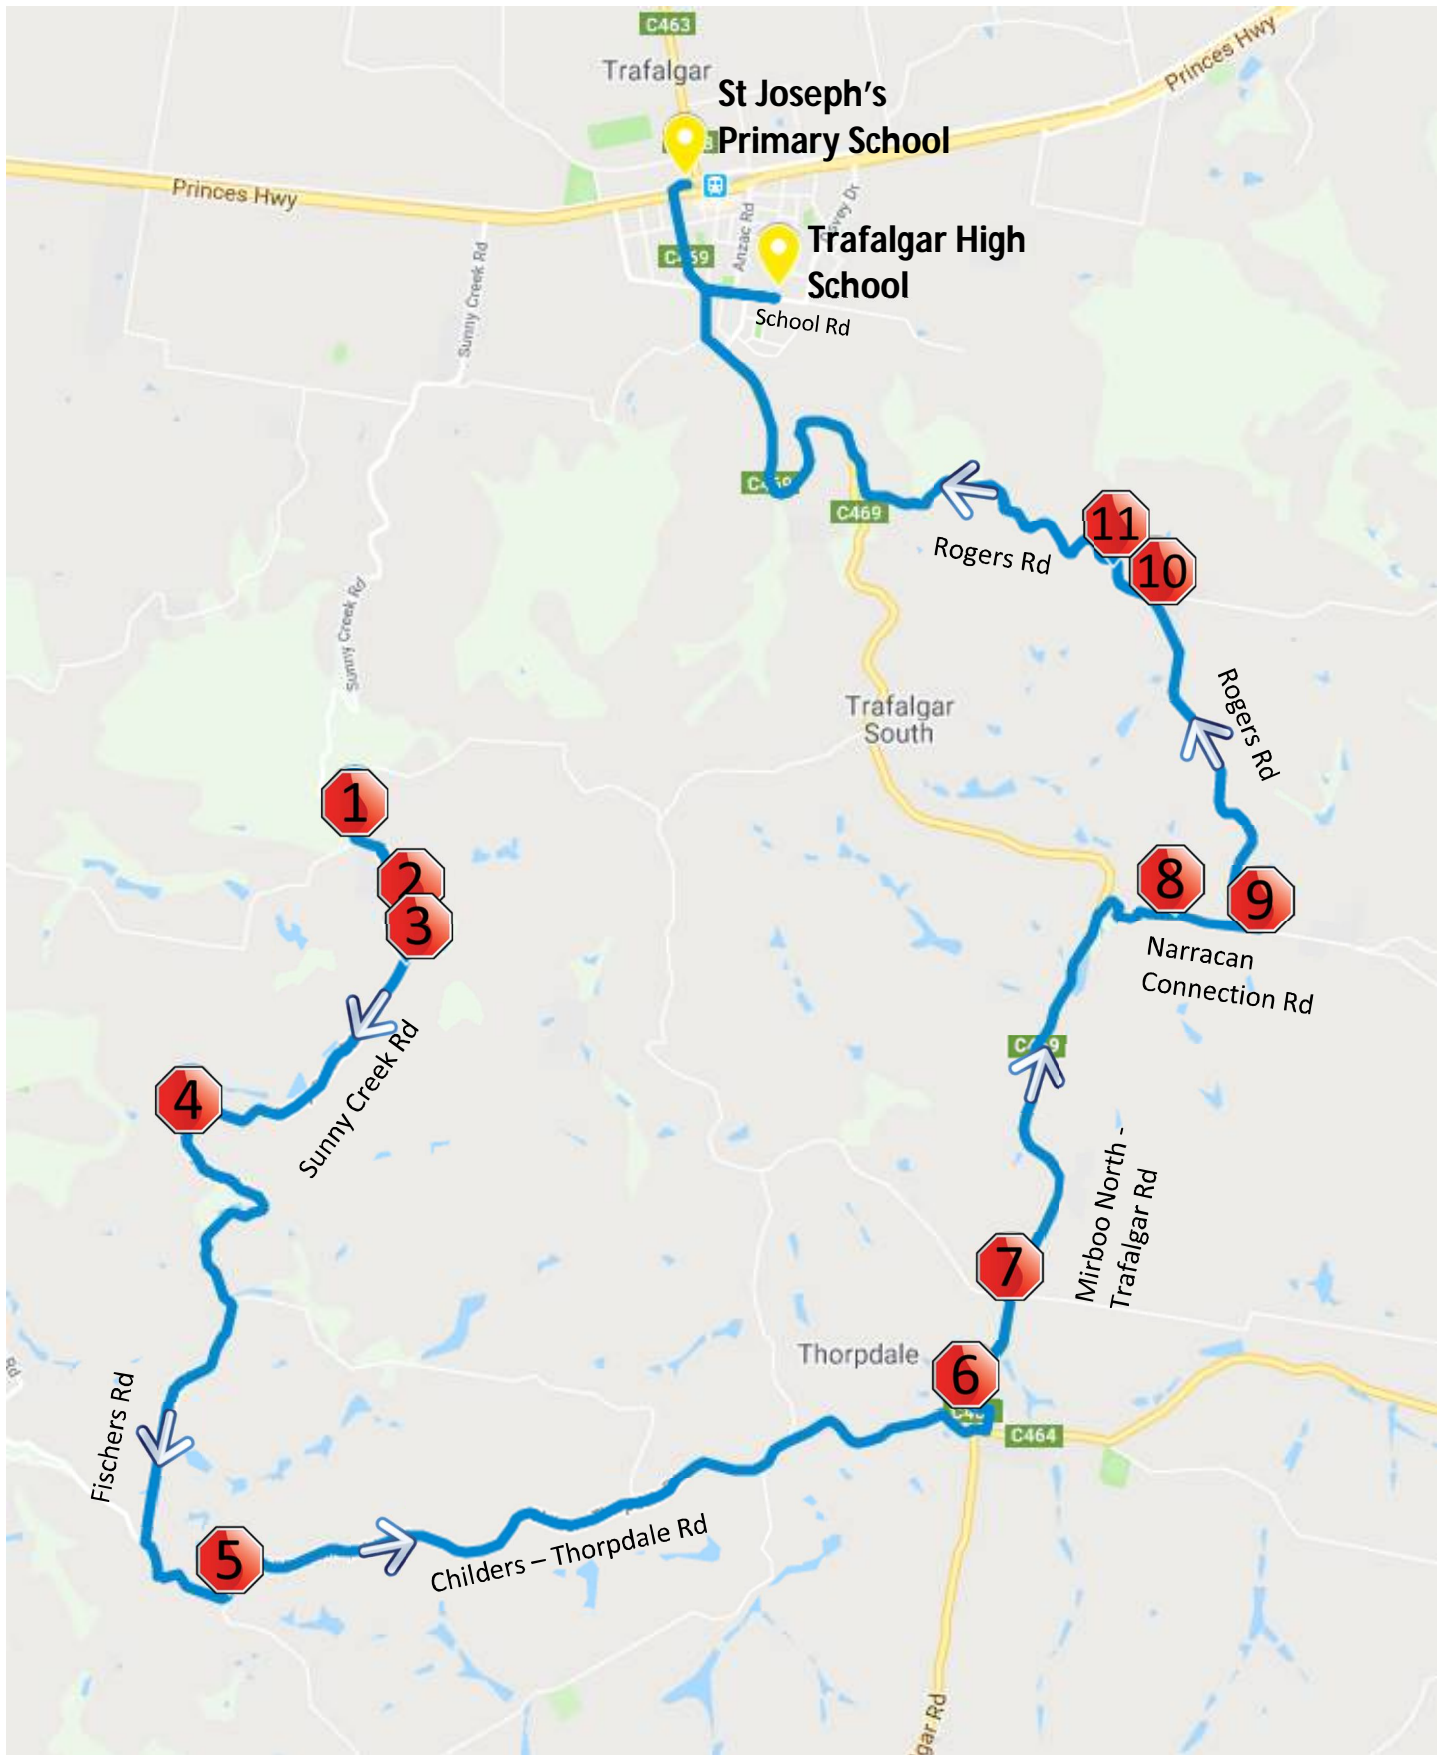 C463
Princes Hwy
Trafalgar
St Joseph's
Primary School
Princes Hwy
Anzac Rd
Trafalgar High
School
Sunny Creek Rd
School Rd
C469
11
Rogers Rd
10
Sunny Creek Rd
Rogers Rd
Trafalgar
South
1
2
8
9
3
Narracan
Connection Rd
Sunny Creek Rd
4
Mirboo North -
Trafalgar Rd
7
Thorpdale
6
Fischers Rd
C464
5
Childers – Thorpdale Rd
Rd